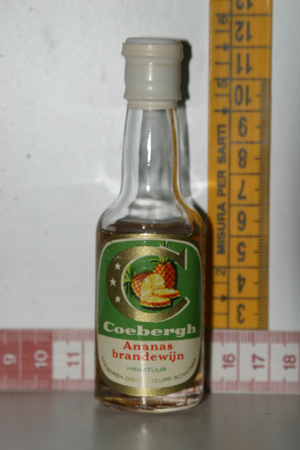 C
Coebergh
Ananas
brandewijn
MINIATUUR
MISURA PER SARTI
13
12
11
10
9
8
7
6
5
4
3
2
9
10
16
17
18